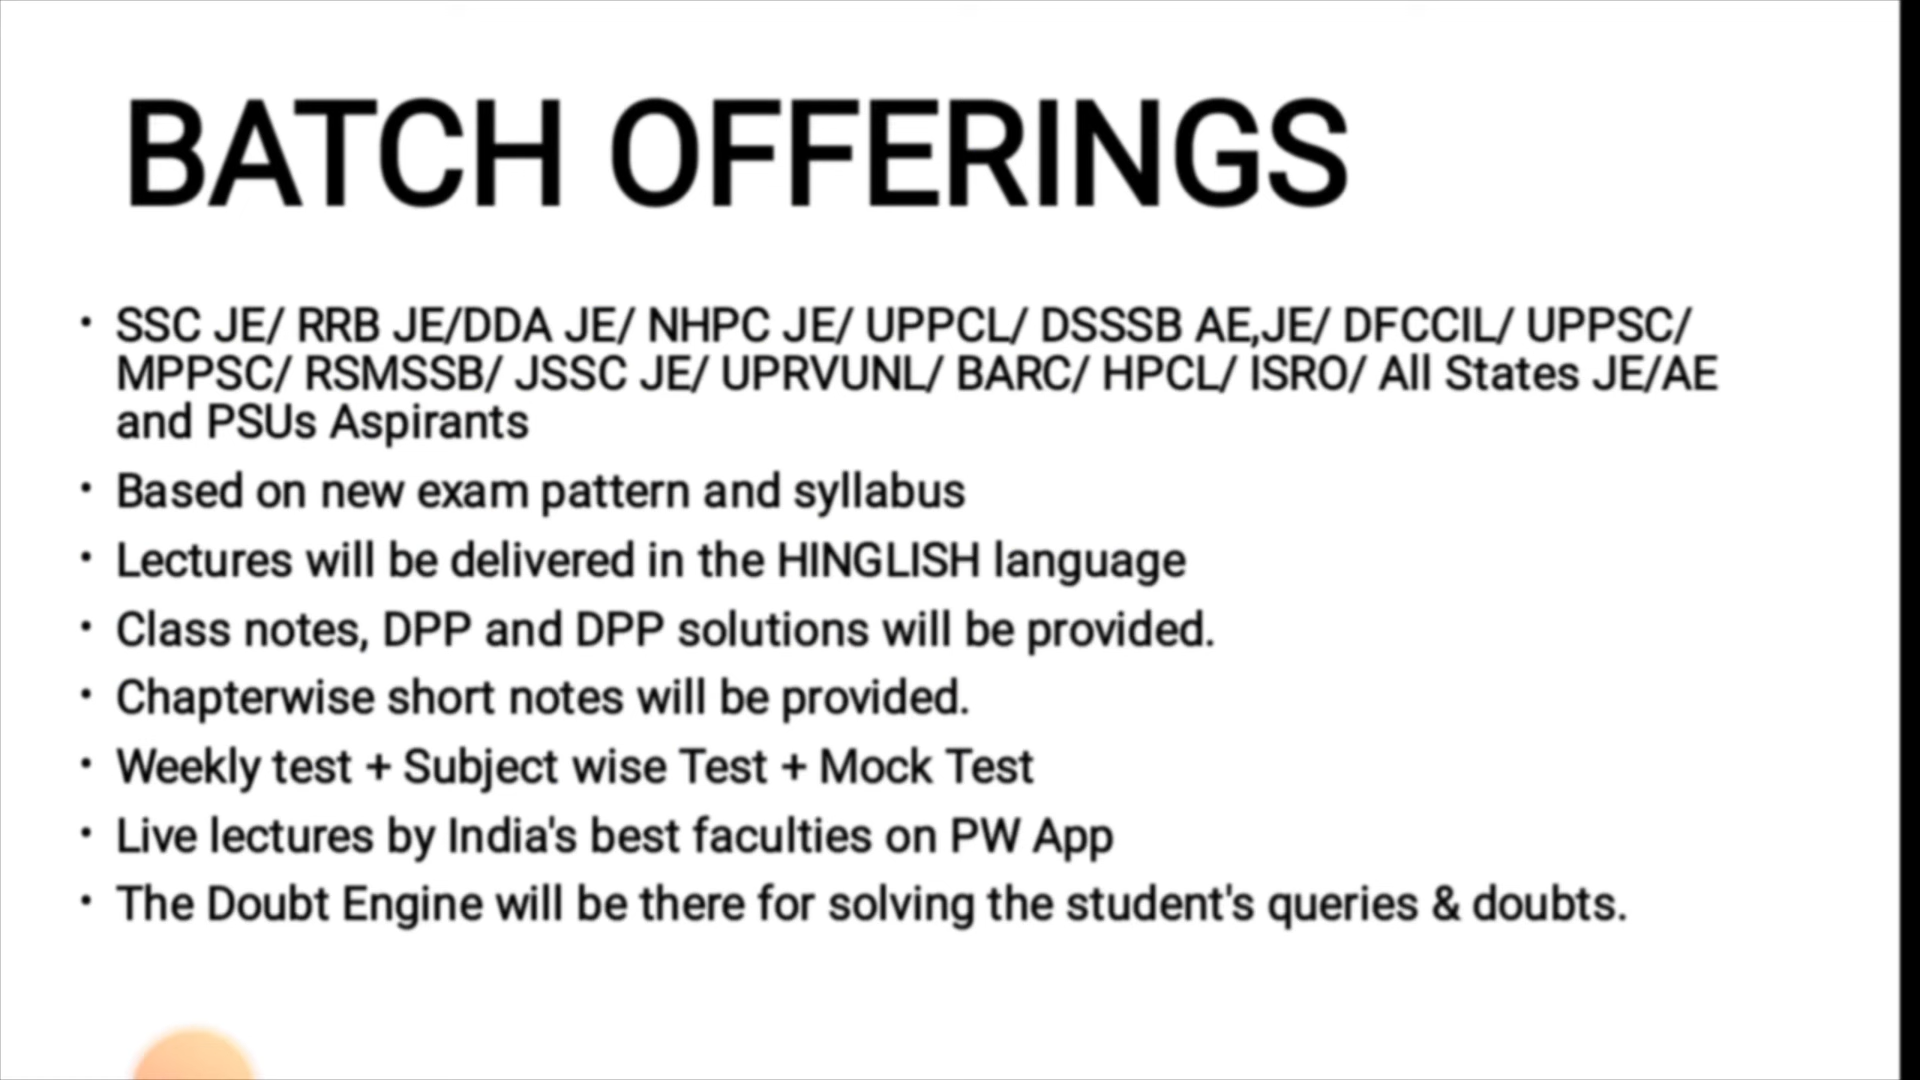 BATCH OFFERINGS
• SSC JE/ RRB JE/DDA JE/ NHPC JE/ UPPCL/ DSSSB AE,JE/ DFCCIL/ UPPSC/
MPPSC/ RSMSSB/ JSSC JE/ UPRVUNL/ BARC/ HPCL/ ISRO/ All States JE/AE
and PSUs Aspirants
• Based on new exam pattern and syllabus
• Lectures will be delivered in the HINGLISH language
• Class notes, DPP and DPP solutions will be provided.
• Chapterwise short notes will be provided.
• Weekly test + Subject wise Test + Mock Test
• Live lectures by India's best faculties on PW App
• The Doubt Engine will be there for solving the student's queries & doubts.